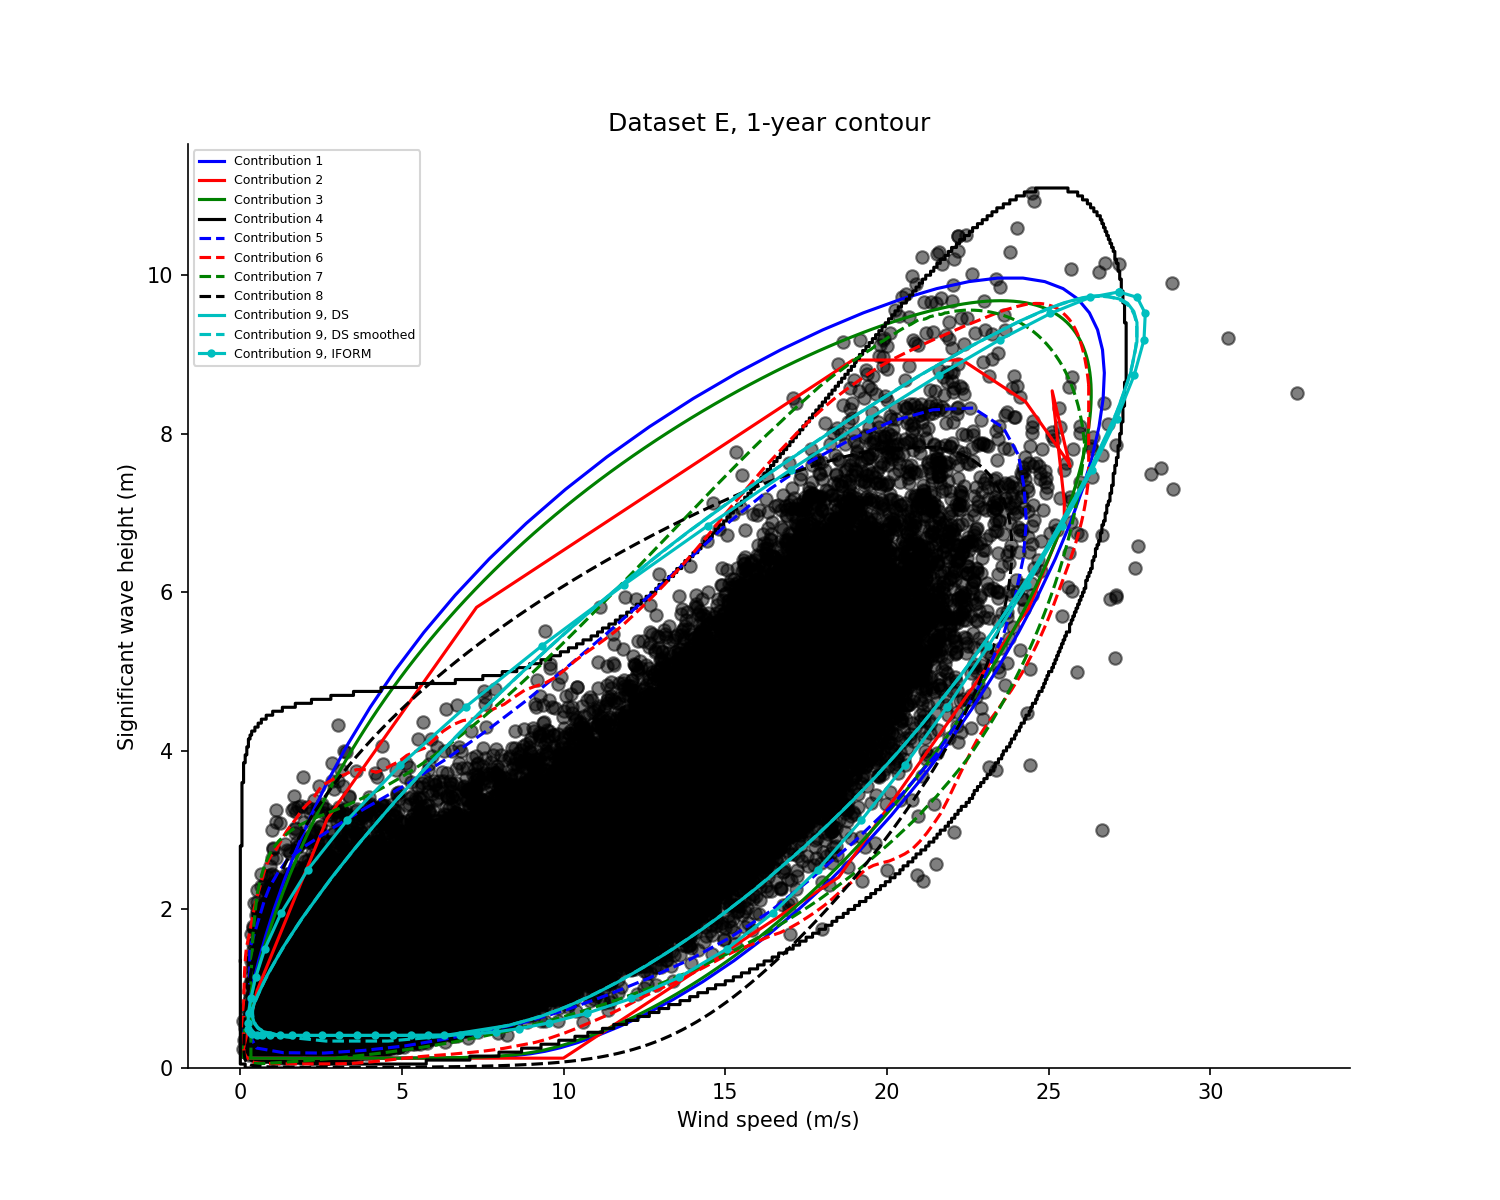 Dataset E, 1-year contour
Contribution 1
Contribution 2
Contribution 3
Contribution 4
Contribution 5
Contribution 6
Contribution 7
Contribution 8
Contribution 9, DS
Contribution 9, DS smoothed
Contribution 9, IFORM
Significant wave height (m)
10
8
6
4
2
0
0 5 10 15 20 25 30
Wind speed (m/s)